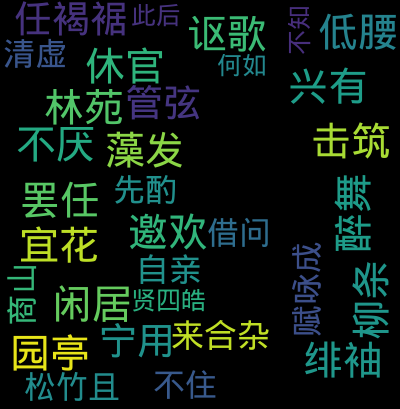 任褐裾
此后
讴歌
不知
低腰
清虚
休官
何如
兴有
林苑
管弦
不厌
藻发
击筑
罢任
先酌
醉舞
宜花
邀欢
借问
自亲
赋咏成
柳条
商山
闲居
贤四皓
园亭
宁用
来合杂
绯袖
松竹且
不住